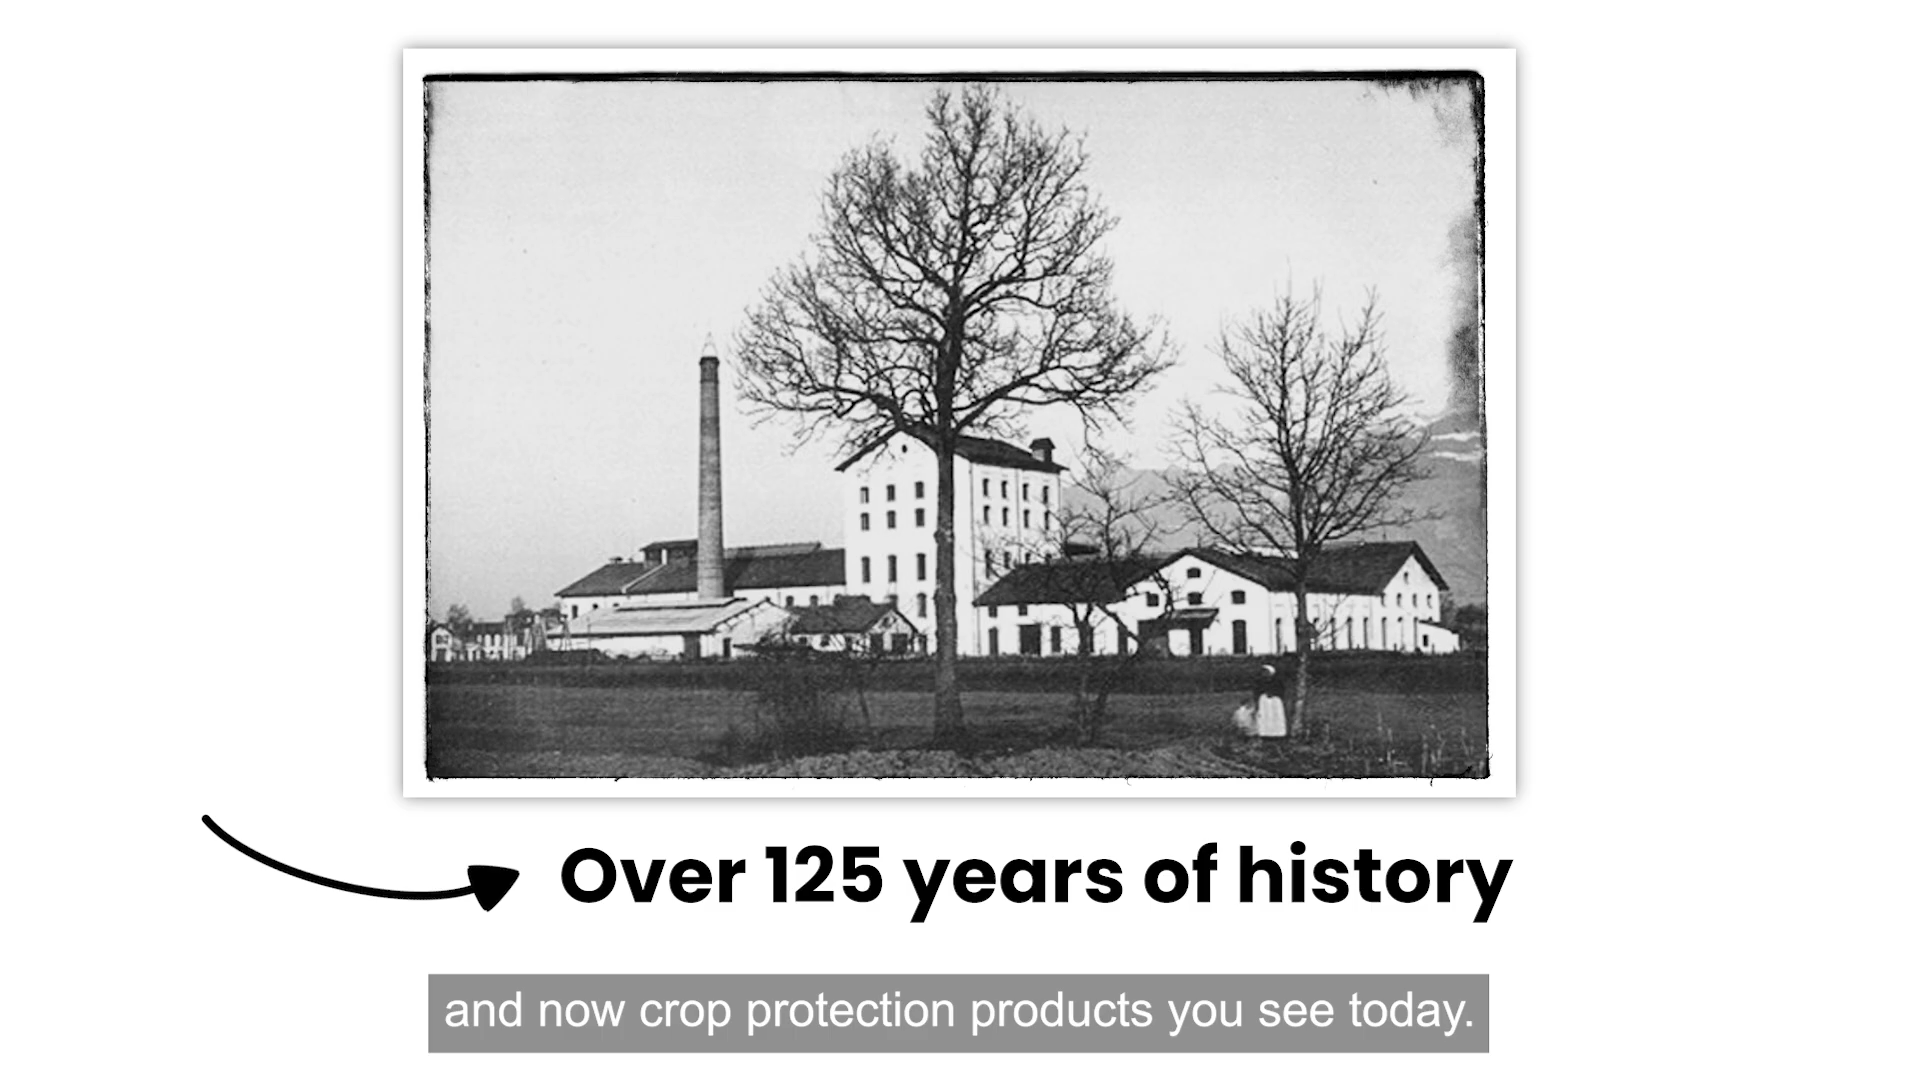 Over 125 years of history
and now crop protection products you see today.